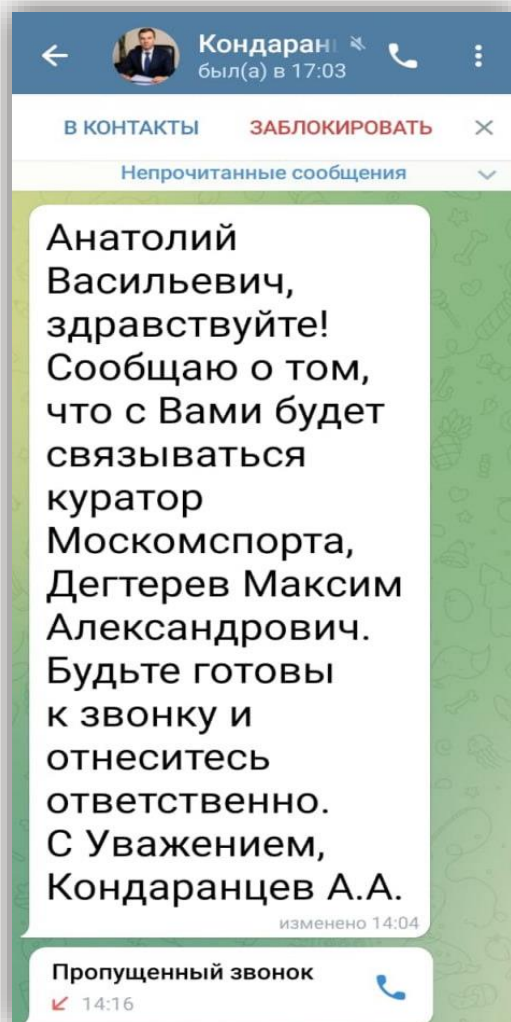 Кондаран
был(а) в 17:03
В КОНТАКТЫ ЗАБЛОКИРОВАТЬ
Непрочитанные сообщения
Анатолий
Васильевич,
здравствуйте!
Сообщаю о том,
что с Вами будет
связываться
куратор
Москомспорта,
Дегтерев Максим
Александрович.
Будьте готовы
к звонку и
отнеситесь
ответственно.
С Уважением,
Кондаранцев А.А.
изменено 14:04
Пропущенный звонок
14:16